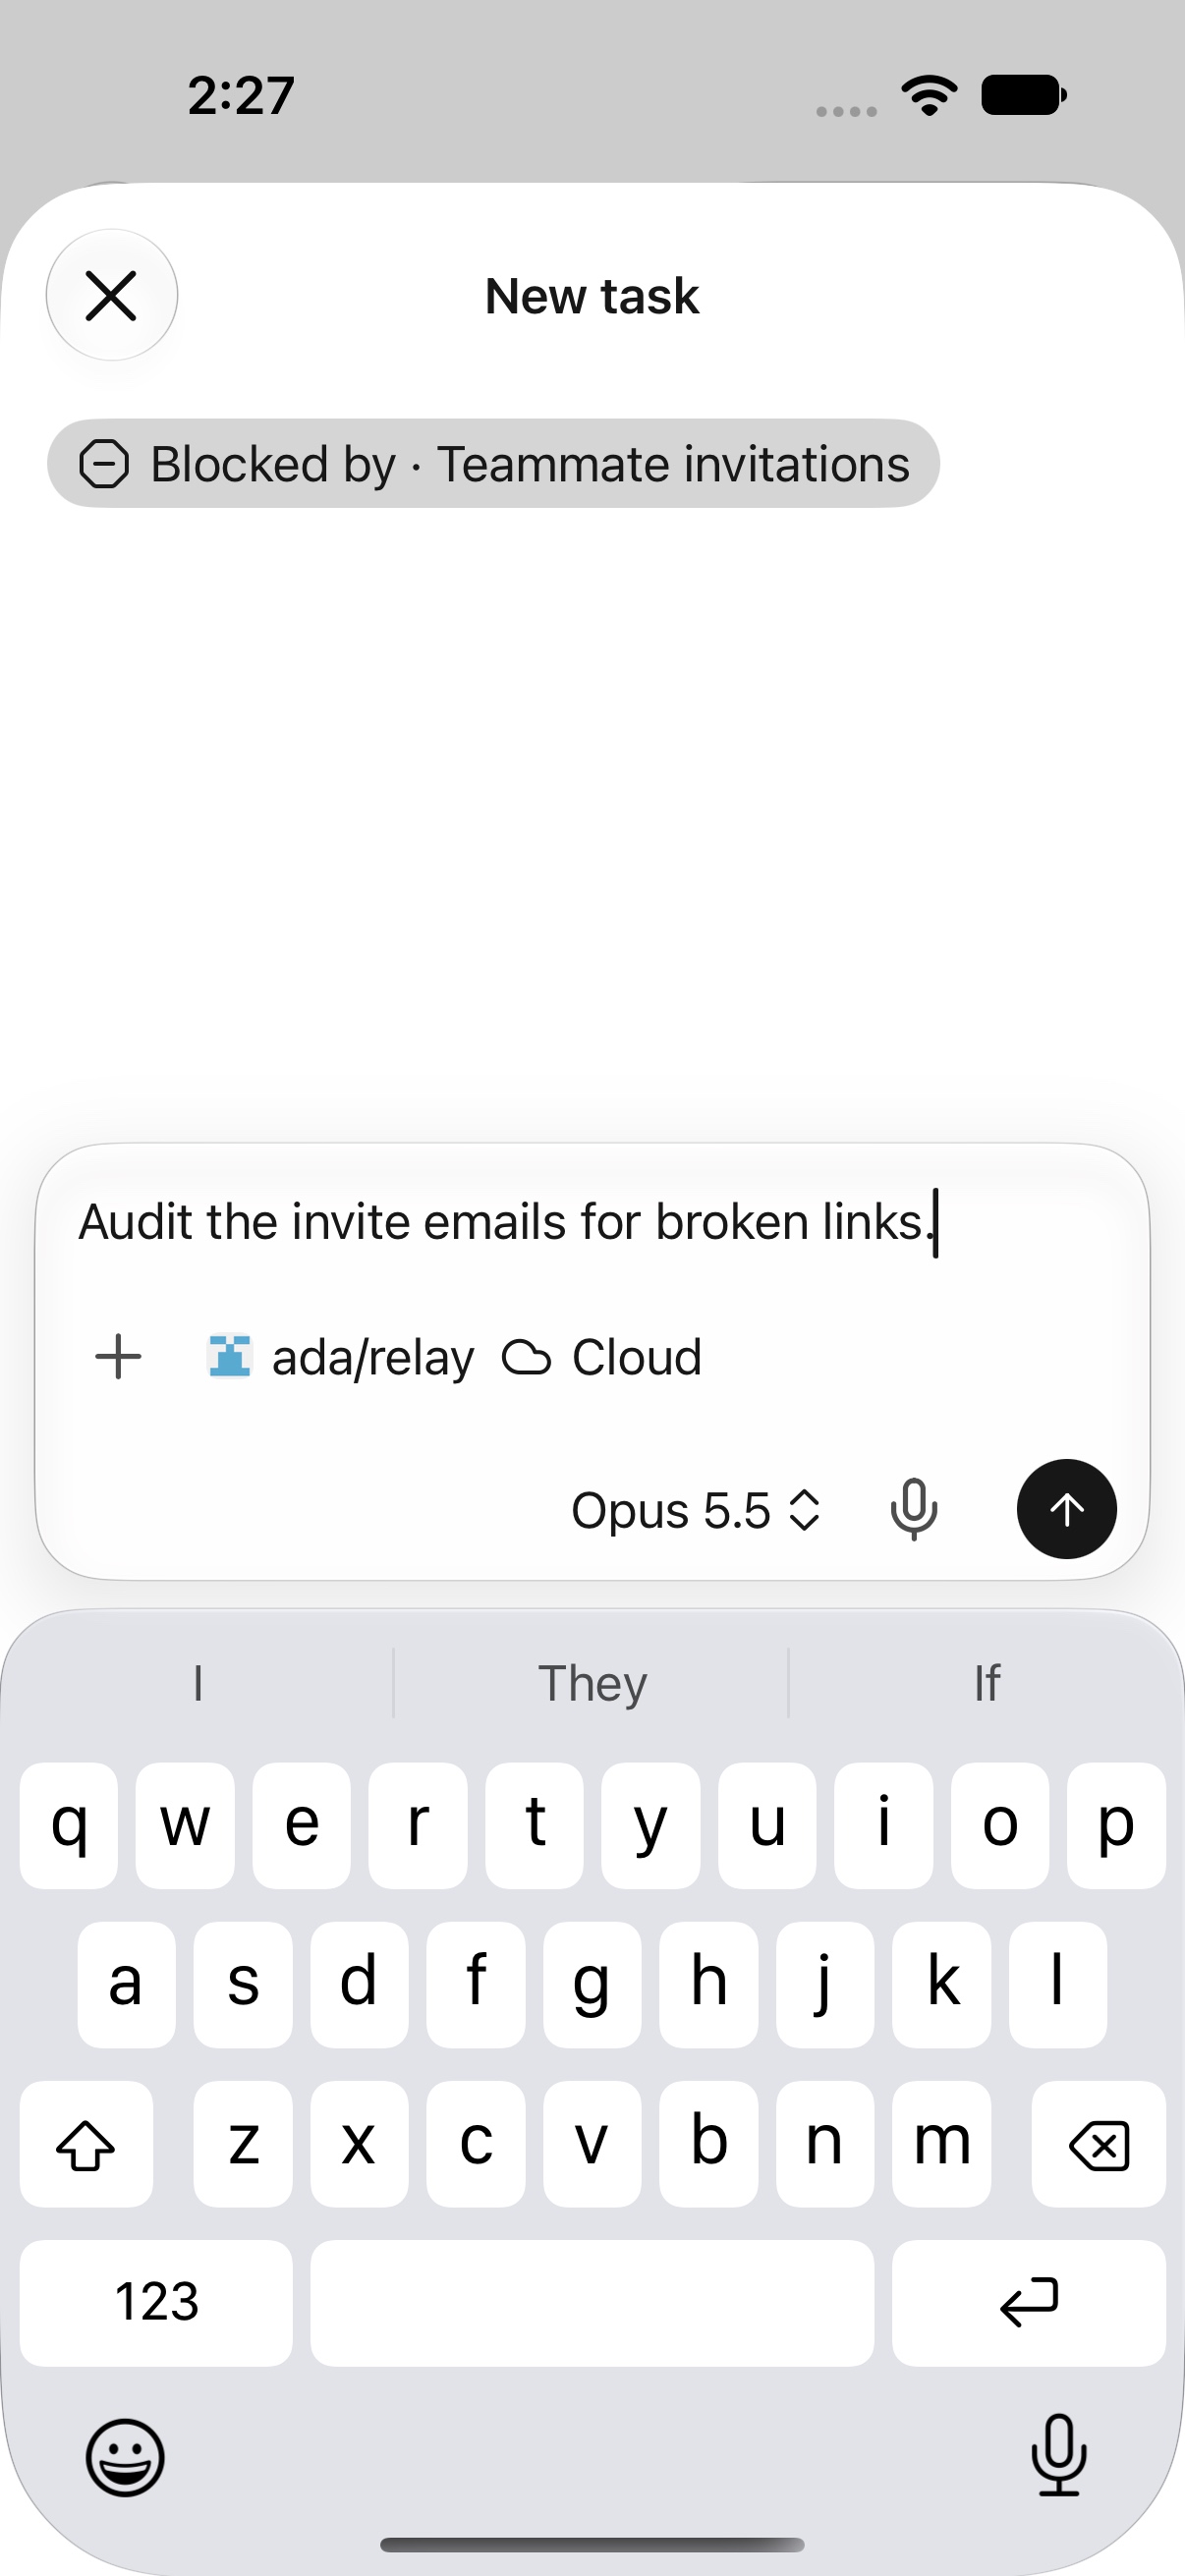 2:27
New task
Blocked by · Teammate invitations
Audit the invite emails for broken links.
ada/relay Cloud
Opus 5.5
I They If
q w e r t y u i o p
a s d f g h j k l
z x c v b n m
123